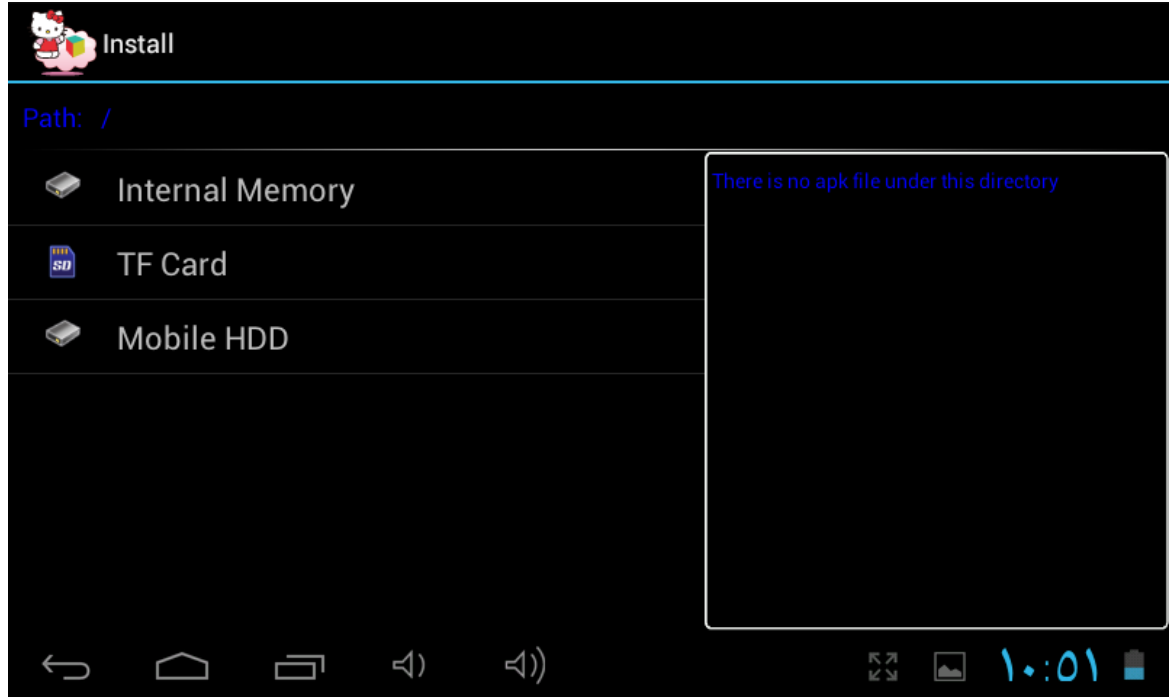 Install
Path: /
Internal Memory
There is no apk file under this directory
SD
TF Card
Mobile HDD
١٠:٥١